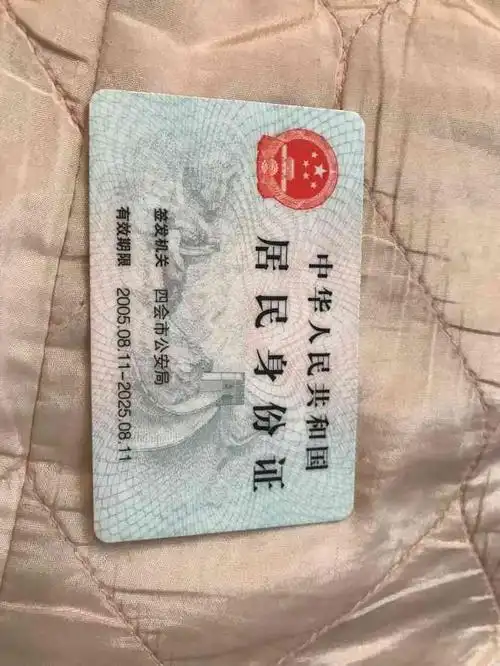 中华人民共和国
居民身份证
签发机关 四会市公安局
有效期限 2005.08.11-2025.08.11